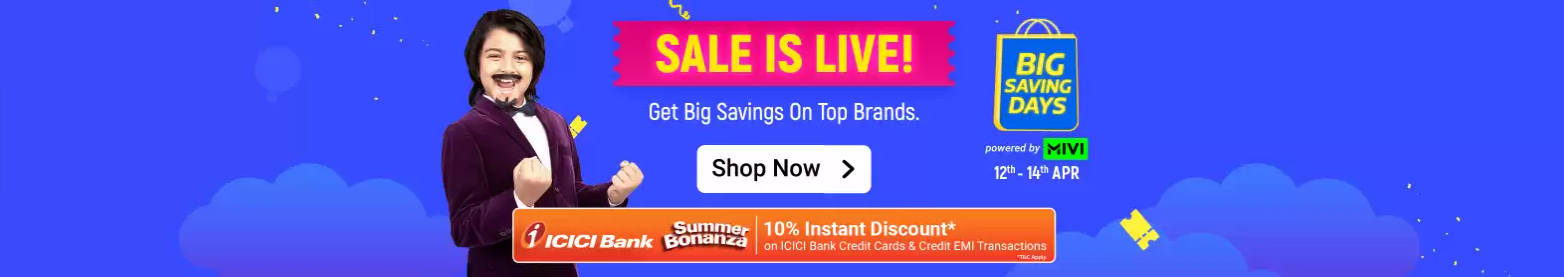 SALE IS LIVE!
Get Big Savings On Top Brands.
Shop Now
BIG
SAVING
DAYS
powered by MIVI
12th - 14th APR
ICICI Bank
Summer
Bonanza
10% Instant Discount*
on ICICI Bank Credit Cards & Credit EMI Transactions
*T&C Apply